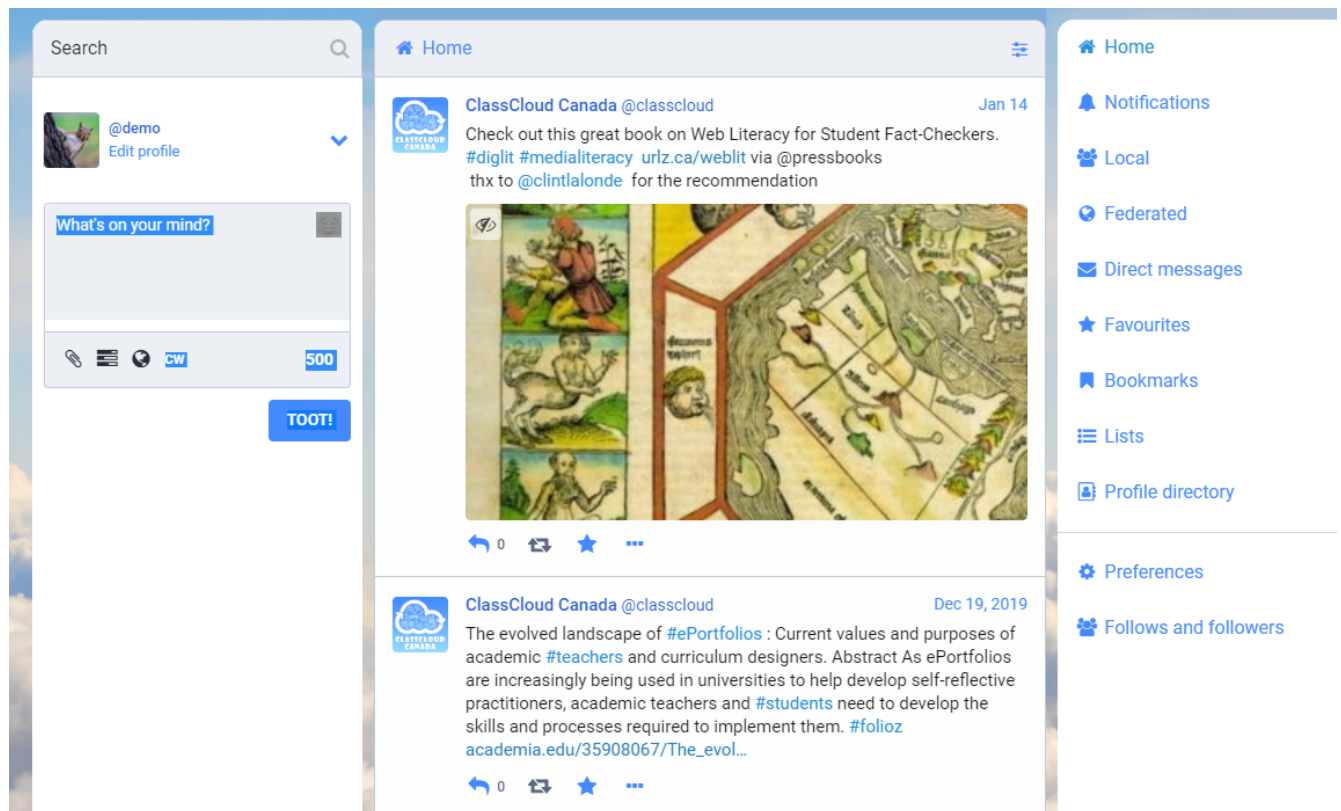 Search
@demo
Edit profile
What's on your mind?
CW
500
TOOT!
Home
ClassCloud Canada @classcloud
Jan 14
CLASSCLOUD
CANADA
Check out this great book on Web Literacy for Student Fact-Checkers.
#diglit #medialiteracy urlz.ca/weblit via @pressbooks
thx to @clintlalonde for the recommendation
0
ClassCloud Canada @classcloud
Dec 19, 2019
CLASSCLOUD
CANADA
The evolved landscape of #ePortfolios : Current values and purposes of
academic #teachers and curriculum designers. Abstract As ePortfolios
are increasingly being used in universities to help develop self-reflective
practitioners, academic teachers and #students need to develop the
skills and processes required to implement them. #folioz
academia.edu/35908067/The_evol…
0
Home
Notifications
Local
Federated
Direct messages
Favourites
Bookmarks
Lists
Profile directory
Preferences
Follows and followers